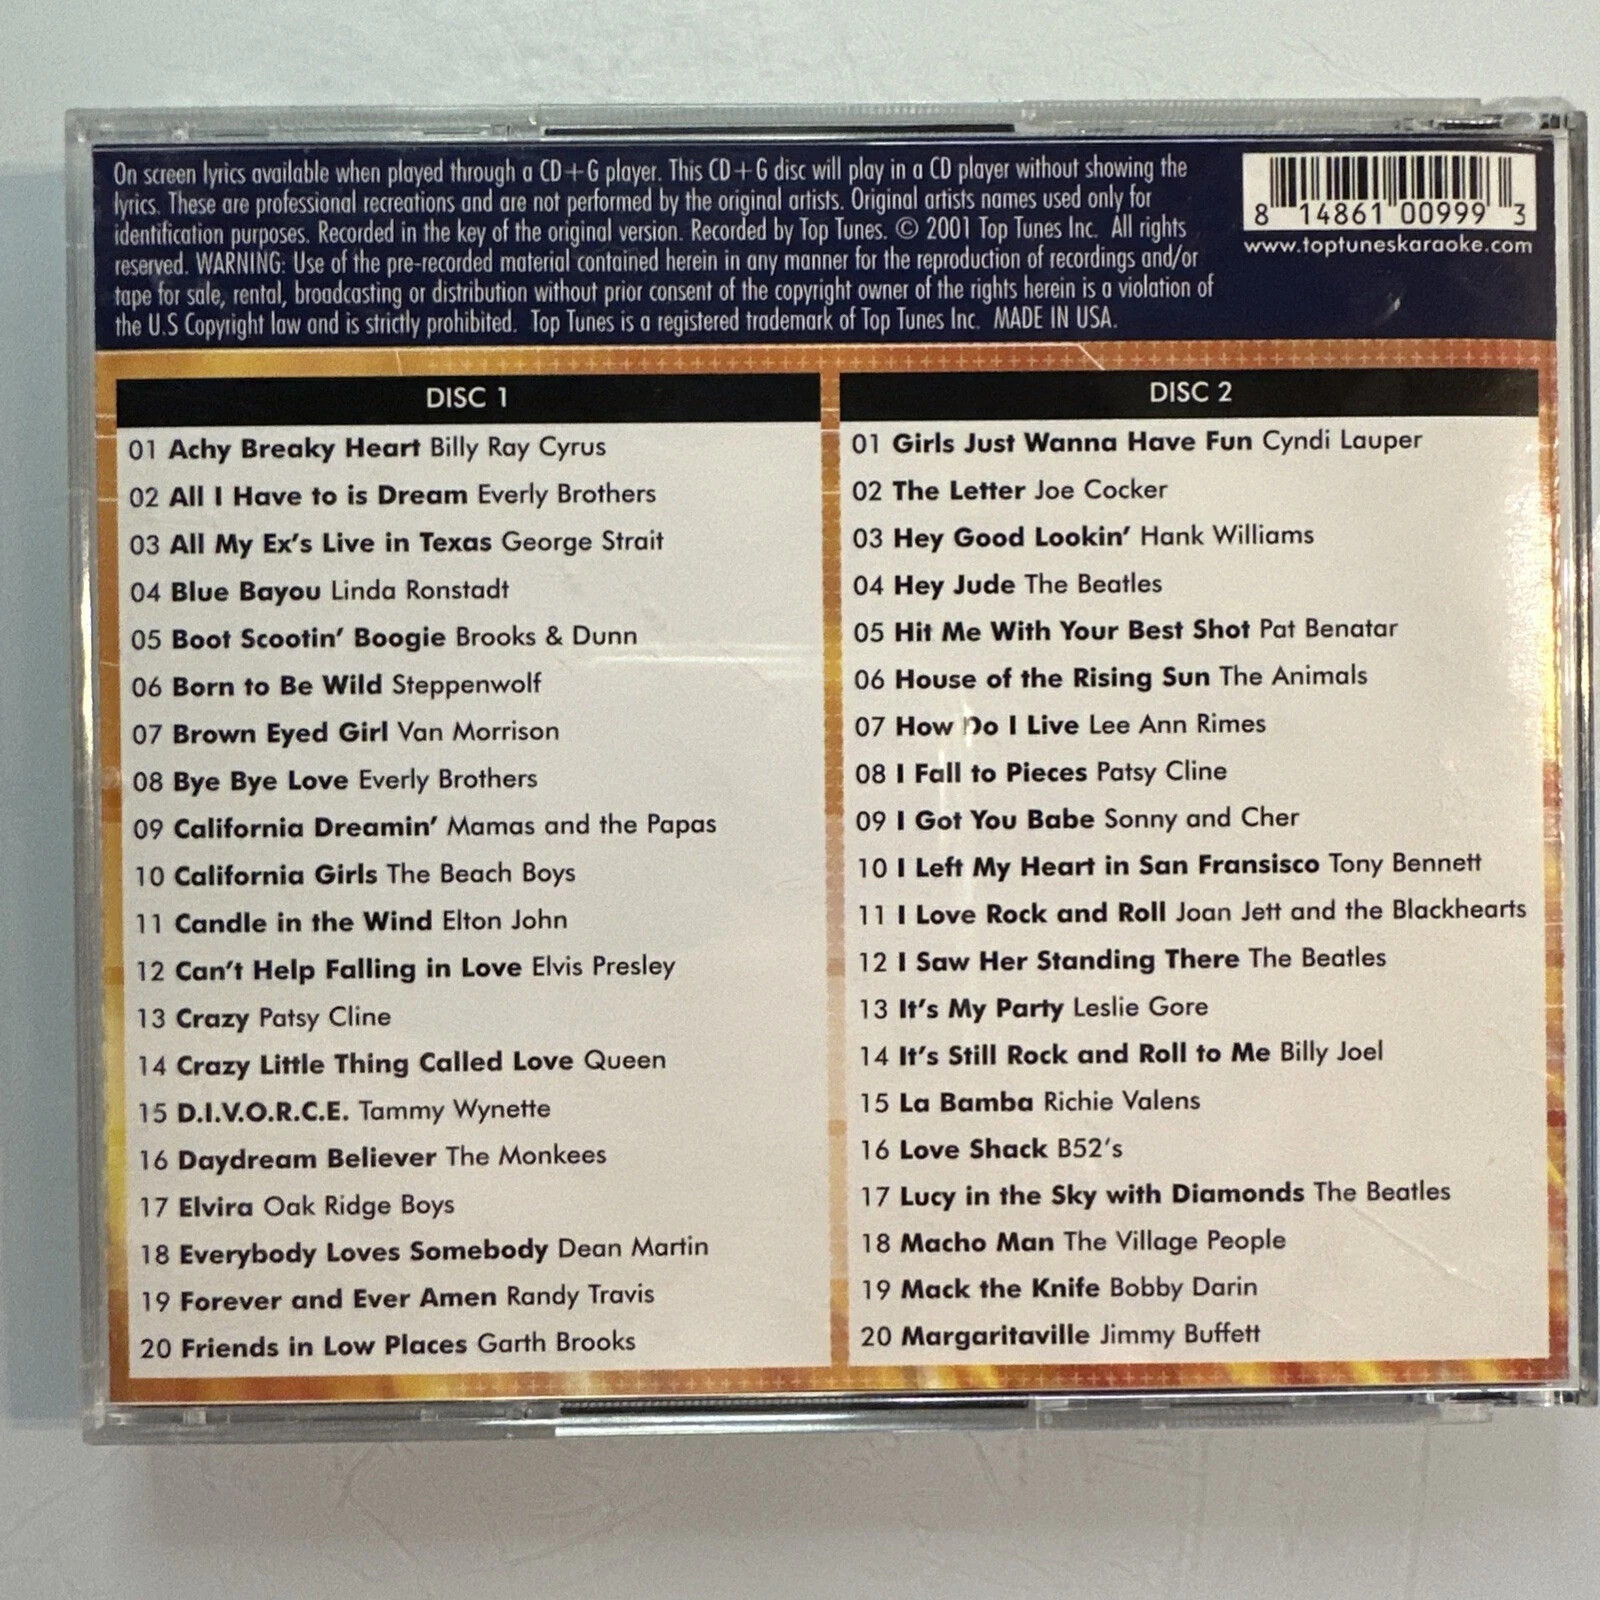 On screen lyrics available when played through a CD+G player. This CD+G disc will play in a CD player without showing the
lyrics. These are professional recreations and are not performed by the original artists. Original artists names used only for
identification purposes. Recorded in the key of the original version. Recorded by Top Tunes. © 2001 Top Tunes Inc. All rights
reserved. WARNING: Use of the pre-recorded material contained herein in any manner for the reproduction of recordings and/or
tape for sale, rental, broadcasting or distribution without prior consent of the copyright owner of the rights herein is a violation of
the U.S Copyright law and is strictly prohibited. Top Tunes is a registered trademark of Top Tunes Inc. MADE IN USA.
8 14861 00999 3
www.toptuneskaraoke.com
DISC 1
01 Achy Breaky Heart Billy Ray Cyrus
02 All I Have to is Dream Everly Brothers
03 All My Ex's Live in Texas George Strait
04 Blue Bayou Linda Ronstadt
05 Boot Scootin' Boogie Brooks & Dunn
06 Born to Be Wild Steppenwolf
07 Brown Eyed Girl Van Morrison
08 Bye Bye Love Everly Brothers
09 California Dreamin' Mamas and the Papas
10 California Girls The Beach Boys
11 Candle in the Wind Elton John
12 Can't Help Falling in Love Elvis Presley
13 Crazy Patsy Cline
14 Crazy Little Thing Called Love Queen
15 D.I.V.O.R.C.E. Tammy Wynette
16 Daydream Believer The Monkees
17 Elvira Oak Ridge Boys
18 Everybody Loves Somebody Dean Martin
19 Forever and Ever Amen Randy Travis
20 Friends in Low Places Garth Brooks
DISC 2
01 Girls Just Wanna Have Fun Cyndi Lauper
02 The Letter Joe Cocker
03 Hey Good Lookin' Hank Williams
04 Hey Jude The Beatles
05 Hit Me With Your Best Shot Pat Benatar
06 House of the Rising Sun The Animals
07 How Do I Live Lee Ann Rimes
08 I Fall to Pieces Patsy Cline
09 I Got You Babe Sonny and Cher
10 I Left My Heart in San Fransisco Tony Bennett
11 I Love Rock and Roll Joan Jett and the Blackhearts
12 I Saw Her Standing There The Beatles
13 It's My Party Leslie Gore
14 It's Still Rock and Roll to Me Billy Joel
15 La Bamba Richie Valens
16 Love Shack B52's
17 Lucy in the Sky with Diamonds The Beatles
18 Macho Man The Village People
19 Mack the Knife Bobby Darin
20 Margaritaville Jimmy Buffett